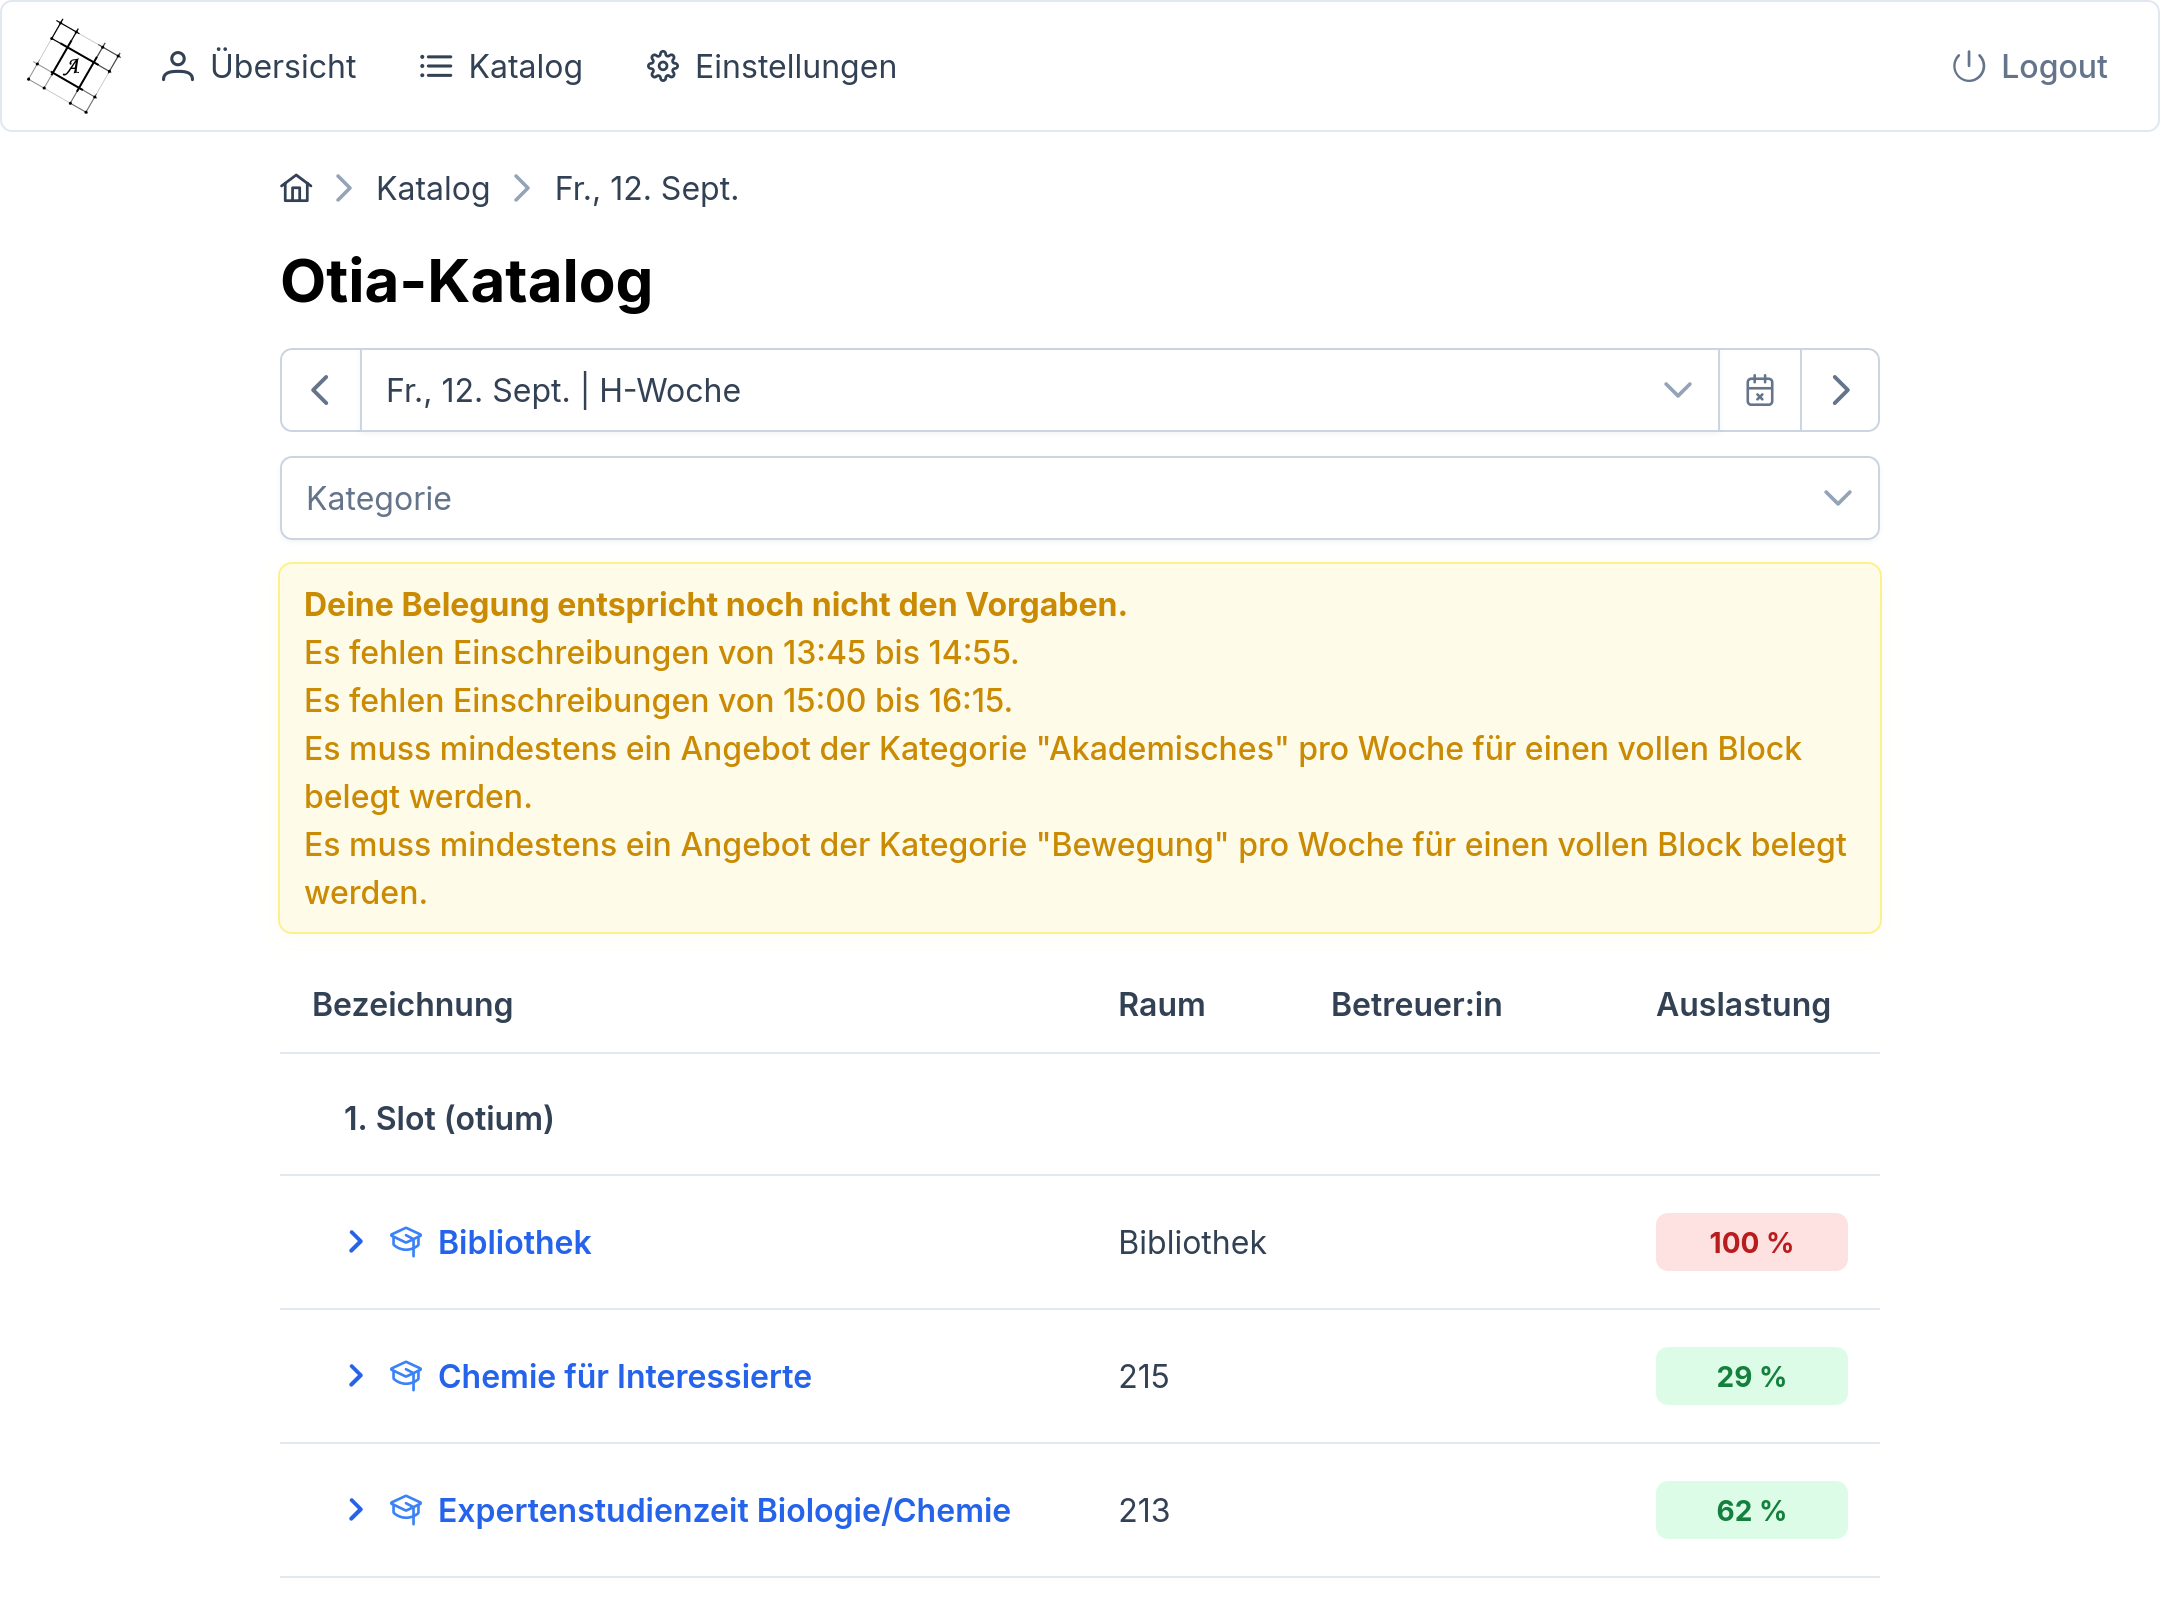 A
Übersicht
Katalog
Einstellungen
Logout
Katalog
Fr., 12. Sept.
Otia-Katalog
Fr., 12. Sept. | H-Woche
Kategorie
Deine Belegung entspricht noch nicht den Vorgaben.
Es fehlen Einschreibungen von 13:45 bis 14:55.
Es fehlen Einschreibungen von 15:00 bis 16:15.
Es muss mindestens ein Angebot der Kategorie "Akademisches" pro Woche für einen vollen Block
belegt werden.
Es muss mindestens ein Angebot der Kategorie "Bewegung" pro Woche für einen vollen Block belegt
werden.
Bezeichnung Raum Betreuer:in Auslastung
1. Slot (otium)
Bibliothek Bibliothek 100 %
Chemie für Interessierte 215 29 %
Expertenstudienzeit Biologie/Chemie 213 62 %